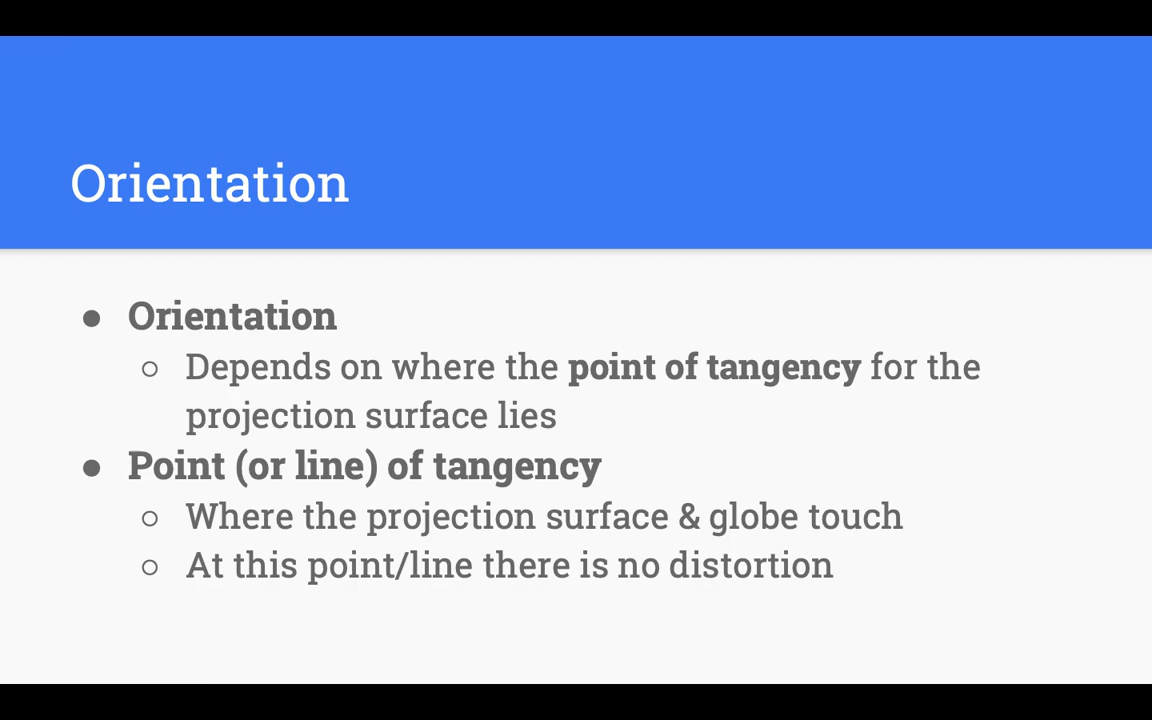 Orientation
● Orientation
○ Depends on where the point of tangency for the
projection surface lies
● Point (or line) of tangency
○ Where the projection surface & globe touch
○ At this point/line there is no distortion